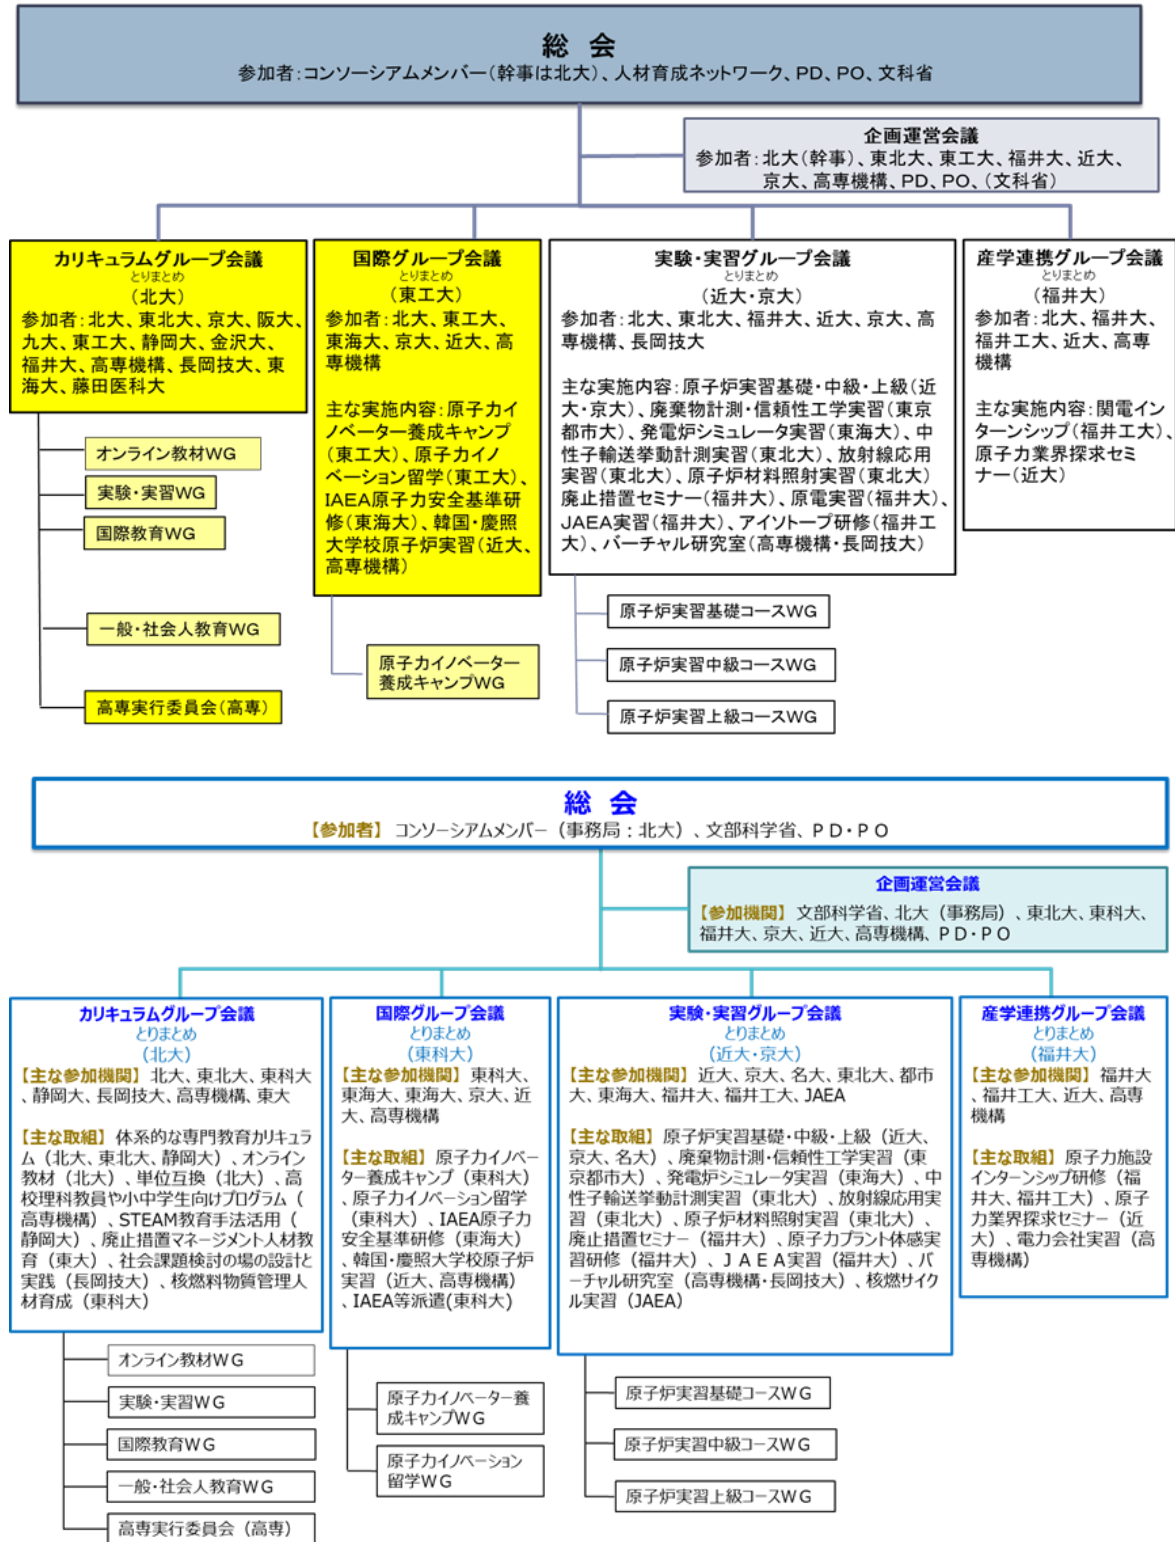 総 会
参加者：コンソーシアムメンバー（幹事は北大）、人材育成ネットワーク、PD、PO、文科省
企画運営会議
参加者：北大（幹事）、東北大、東工大、福井大、近大、
京大、高専機構、PD、PO、（文科省）
カリキュラムグループ会議
とりまとめ
（北大）
参加者：北大、東北大、京大、阪大、
九大、東工大、静岡大、金沢大、
福井大、高専機構、長岡技大、東
海大、藤田医科大
オンライン教材WG
実験・実習WG
国際教育WG
一般・社会人教育WG
高専実行委員会（高専）
国際グループ会議
とりまとめ
（東工大）
参加者：北大、東工大、
東海大、京大、近大、高
専機構
主な実施内容：原子力イ
ノベーター養成キャンプ
（東工大）、原子力イノ
ベーション留学（東工大）、
IAEA原子力安全基準研
修（東海大）、韓国・慶熙
大学校原子炉実習（近大、
高専機構）
原子力イノベーター
養成キャンプWG
実験・実習グループ会議
とりまとめ
（近大・京大）
参加者：北大、東北大、福井大、近大、京大、高
専機構、長岡技大
主な実施内容：原子炉実習基礎・中級・上級（近
大・京大）、廃棄物計測・信頼性工学実習（東京
都市大）、発電炉シミュレータ実習（東海大）、中
性子輸送挙動計測実習（東北大）、放射線応用
実習（東北大）、原子炉材料照射実習（東北大）
廃止措置セミナー（福井大）、原電実習（福井大）、
JAEA実習（福井大）、アイソトープ研修（福井工
大）、バーチャル研究室（高専機構・長岡技大）
原子炉実習基礎コースWG
原子炉実習中級コースWG
原子炉実習上級コースWG
産学連携グループ会議
とりまとめ
（福井大）
参加者：北大、福井大、
福井工大、近大、高専
機構
主な実施内容：関電イン
ターンシップ（福井工大）、
原子力業界探求セミ
ナー（近大）
総 会
【参加者】 コンソーシアムメンバー（事務局：北大）、文部科学省、ＰＤ・ＰＯ
企画運営会議
【参加機関】 文部科学省、北大（事務局）、東北大、東科大、
福井大、京大、近大、高専機構、ＰＤ・ＰＯ
カリキュラムグループ会議
とりまとめ
（北大）
【主な参加機関】 北大、東北大、東科大
、静岡大、長岡技大、高専機構、東大
【主な取組】 体系的な専門教育カリキュラ
ム（北大、東北大、静岡大）、オンライン
教材（北大）、単位互換（北大）、高
校理科教員や小中学生向けプログラム（
高専機構）、STEAM教育手法活用（
静岡大）、廃止措置マネージメント人材教
育（東大）、社会課題検討の場の設計と
実践（長岡技大）、核燃料物質管理人
材育成（東科大）
オンライン教材ＷＧ
実験・実習ＷＧ
国際教育ＷＧ
一般・社会人教育ＷＧ
高専実行委員会（高専）
国際グループ会議
とりまとめ
（東科大）
【主な参加機関】 東科大、
東海大、東海大、京大、近
大、高専機構
【主な取組】 原子力イノベー
ター養成キャンプ（東科大）
、原子力イノベーション留学
（東科大）、IAEA原子力
安全基準研修（東海大）、
韓国・慶熙大学校原子炉
実習（近大、高専機構）
、IAEA等派遣(東科大）
原子力イノベーター養
成キャンプＷＧ
原子力イノベーション
留学ＷＧ
実験・実習グループ会議
とりまとめ
（近大・京大）
【主な参加機関】 近大、京大、名大、東北大、都市
大、東海大、福井大、福井工大、JAEA
【主な取組】 原子炉実習基礎・中級・上級（近大、
京大、名大）、廃棄物計測・信頼性工学実習（東
京都市大）、発電炉シミュレータ実習（東海大）、中
性子輸送挙動計測実習（東北大）、放射線応用実
習（東北大）、原子炉材料照射実習（東北大）、
廃止措置セミナー（福井大）、原子力プラント体感実
習研修（福井大）、ＪＡＥＡ実習（福井大）、バ
ーチャル研究室（高専機構・長岡技大）、核燃サイク
ル実習（JAEA）
原子炉実習基礎コースＷＧ
原子炉実習中級コースＷＧ
原子炉実習上級コースＷＧ
産学連携グループ会議
とりまとめ
（福井大）
【主な参加機関】 福井大
、福井工大、近大、高専
機構
【主な取組】 原子力施設
インターンシップ研修（福
井大、福井工大）、原子
力業界探求セミナー（近
大）、電力会社実習（高
専機構）